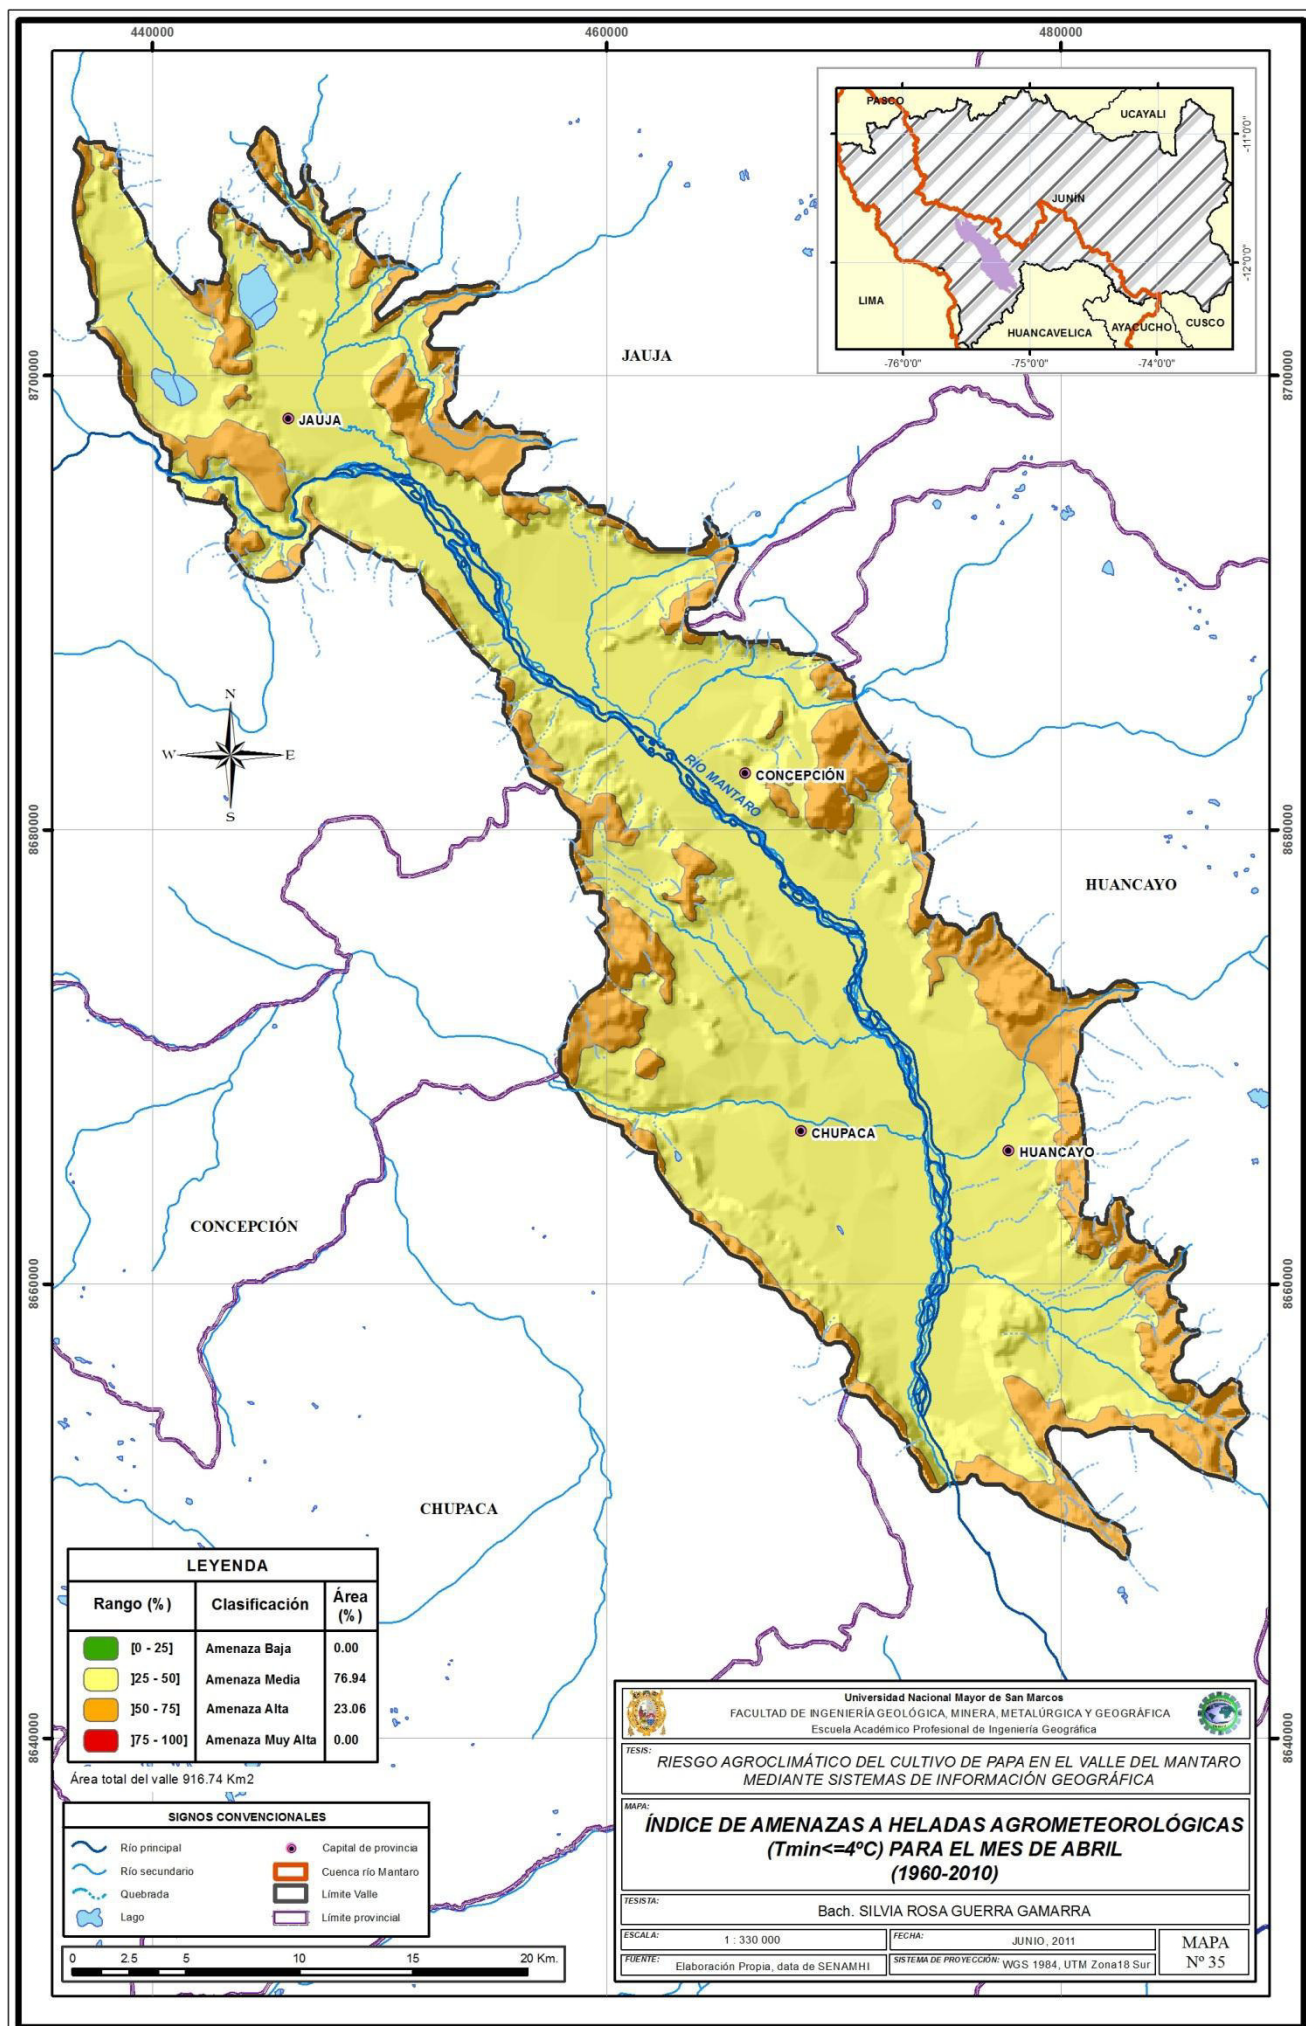 440000
460000
480000
PASCO
UCAYALI
JUNÍN
LIMA
HUANCAVELICA
AYACUCHO
CUSCO
-11°0'0"
-12°0'0"
-76°0'0"
-75°0'0"
-74°0'0"
8700000
8700000
JAUJA
JAUJA
N
W
E
S
RÍO MANTARO
CONCEPCIÓN
8680000
8680000
HUANCAYO
CHUPACA
HUANCAYO
CONCEPCIÓN
8660000
8660000
CHUPACA
LEYENDA
Rango (%) Clasificación Área (%)
[0 - 25] Amenaza Baja 0.00
]25 - 50] Amenaza Media 76.94
]50 - 75] Amenaza Alta 23.06
]75 - 100] Amenaza Muy Alta 0.00
Área total del valle 916.74 Km2
8640000
8640000
SIGNOS CONVENCIONALES
Río principal
Río secundario
Quebrada
Lago
Capital de provincia
Cuenca río Mantaro
Límite Valle
Límite provincial
0 2.5 5 10 15 20 Km.
Universidad Nacional Mayor de San Marcos
FACULTAD DE INGENIERÍA GEOLÓGICA, MINERA, METALÚRGICA Y GEOGRÁFICA
Escuela Académico Profesional de Ingeniería Geográfica
TESIS:
RIESGO AGROCLIMÁTICO DEL CULTIVO DE PAPA EN EL VALLE DEL MANTARO
MEDIANTE SISTEMAS DE INFORMACIÓN GEOGRÁFICA
MAPA:
ÍNDICE DE AMENAZAS A HELADAS AGROMETEOROLÓGICAS
(Tmin<=4ºC) PARA EL MES DE ABRIL
(1960-2010)
TESISTA:
Bach. SILVIA ROSA GUERRA GAMARRA
ESCALA: 1 : 330 000
FECHA: JUNIO, 2011
FUENTE: Elaboración Propia, data de SENAMHI
SISTEMA DE PROYECCIÓN: WGS 1984, UTM Zona18 Sur
MAPA
Nº 35